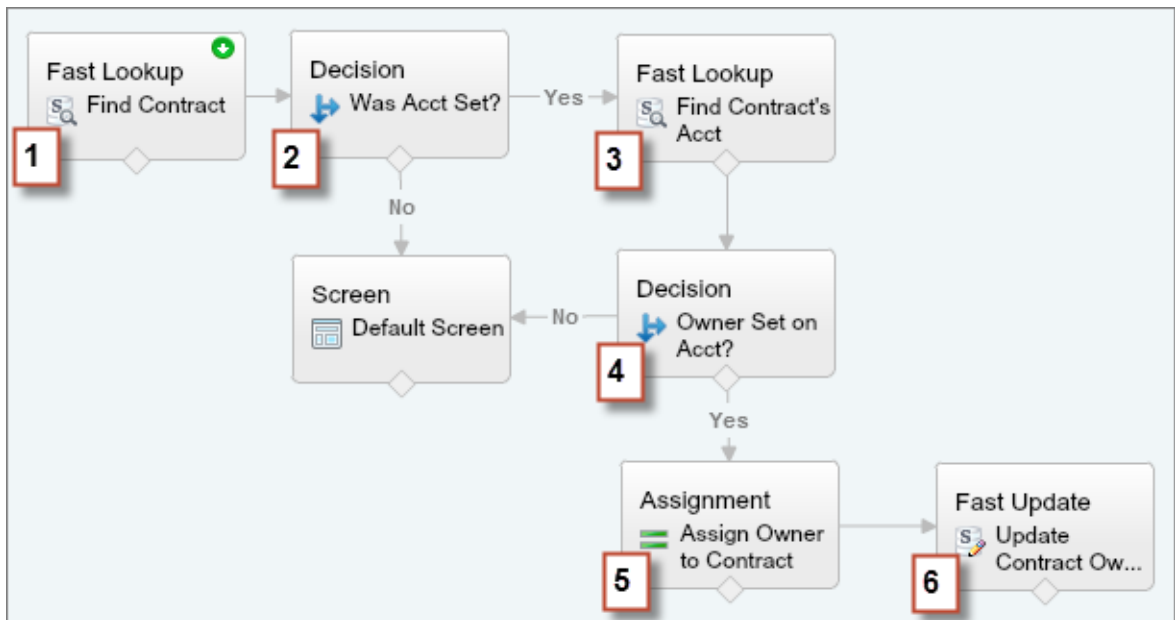 Fast Lookup
Find Contract
1
Decision
Was Acct Set?
2
Yes
Fast Lookup
Find Contract's
Acct
3
No
Screen
Default Screen
No
Decision
Owner Set on
Acct?
4
Yes
Assignment
Assign Owner
to Contract
5
Fast Update
Update
Contract Ow...
6